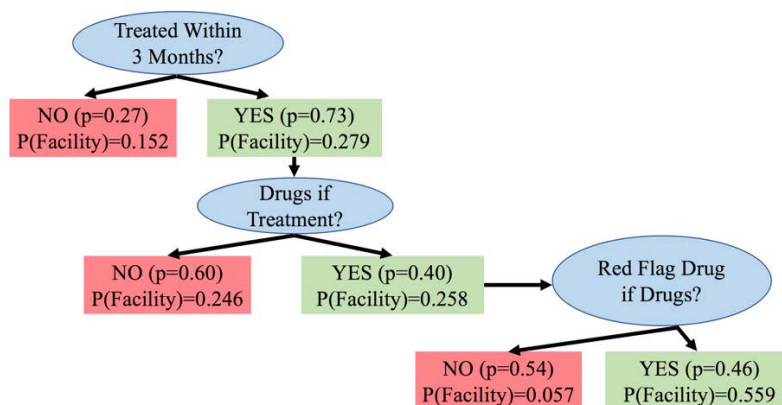 Treated Within
3 Months?
NO (p=0.27)
P(Facility)=0.152
YES (p=0.73)
P(Facility)=0.279
Drugs if
Treatment?
NO (p=0.60)
P(Facility)=0.246
YES (p=0.40)
P(Facility)=0.258
Red Flag Drug
if Drugs?
NO (p=0.54)
P(Facility)=0.057
YES (p=0.46)
P(Facility)=0.559